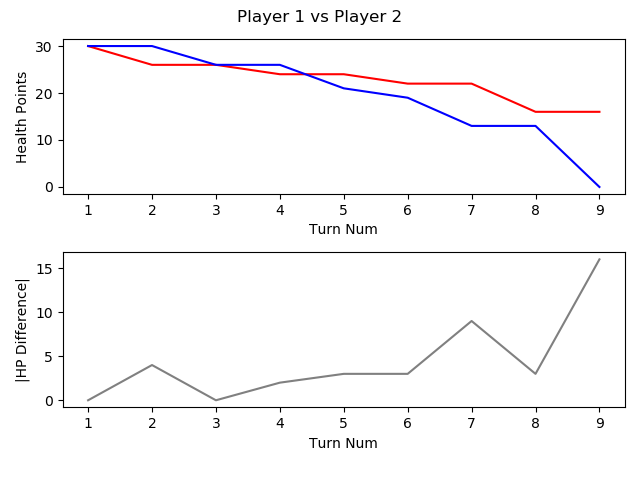 Player 1 vs Player 2
30
20
10
0
Health Points
1 2 3 4 5 6 7 8 9
Turn Num
15
10
5
0
|HP Difference|
1 2 3 4 5 6 7 8 9
Turn Num